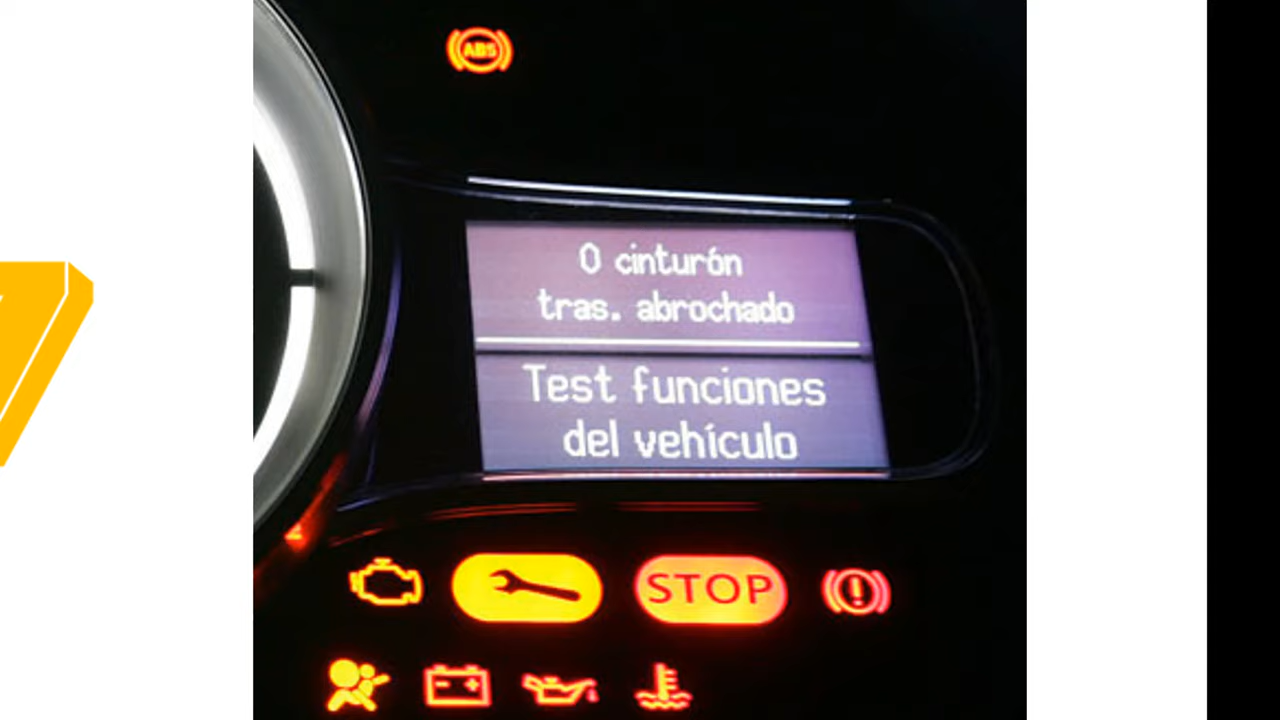 ABS
0 cinturón
tras. abrochado
Test funciones
del vehículo
STOP